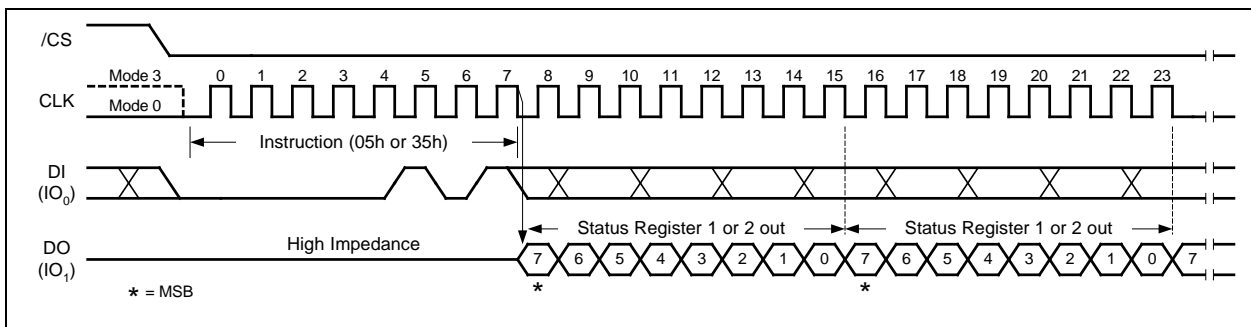 /CS
Mode 3 0 1 2 3 4 5 6 7 8 9 10 11 12 13 14 15 16 17 18 19 20 21 22 23
CLK
Mode 0
Instruction (05h or 35h)
DI
(IO0)
Status Register 1 or 2 out Status Register 1 or 2 out
High Impedance
DO
(IO1)
7 6 5 4 3 2 1 0 7 6 5 4 3 2 1 0 7
* *
* = MSB